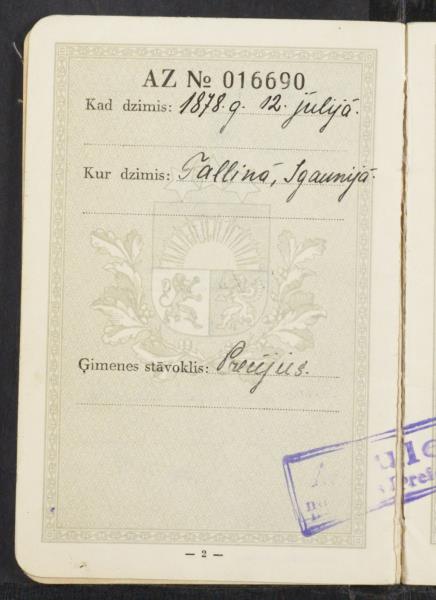 AZ № 016690
Kad dzimis: 1878. g. 12. jūlijā.
Kur dzimis: Tallinā, Igaunijā.
Ģimenes stāvoklis: Precējies.
— 2 —